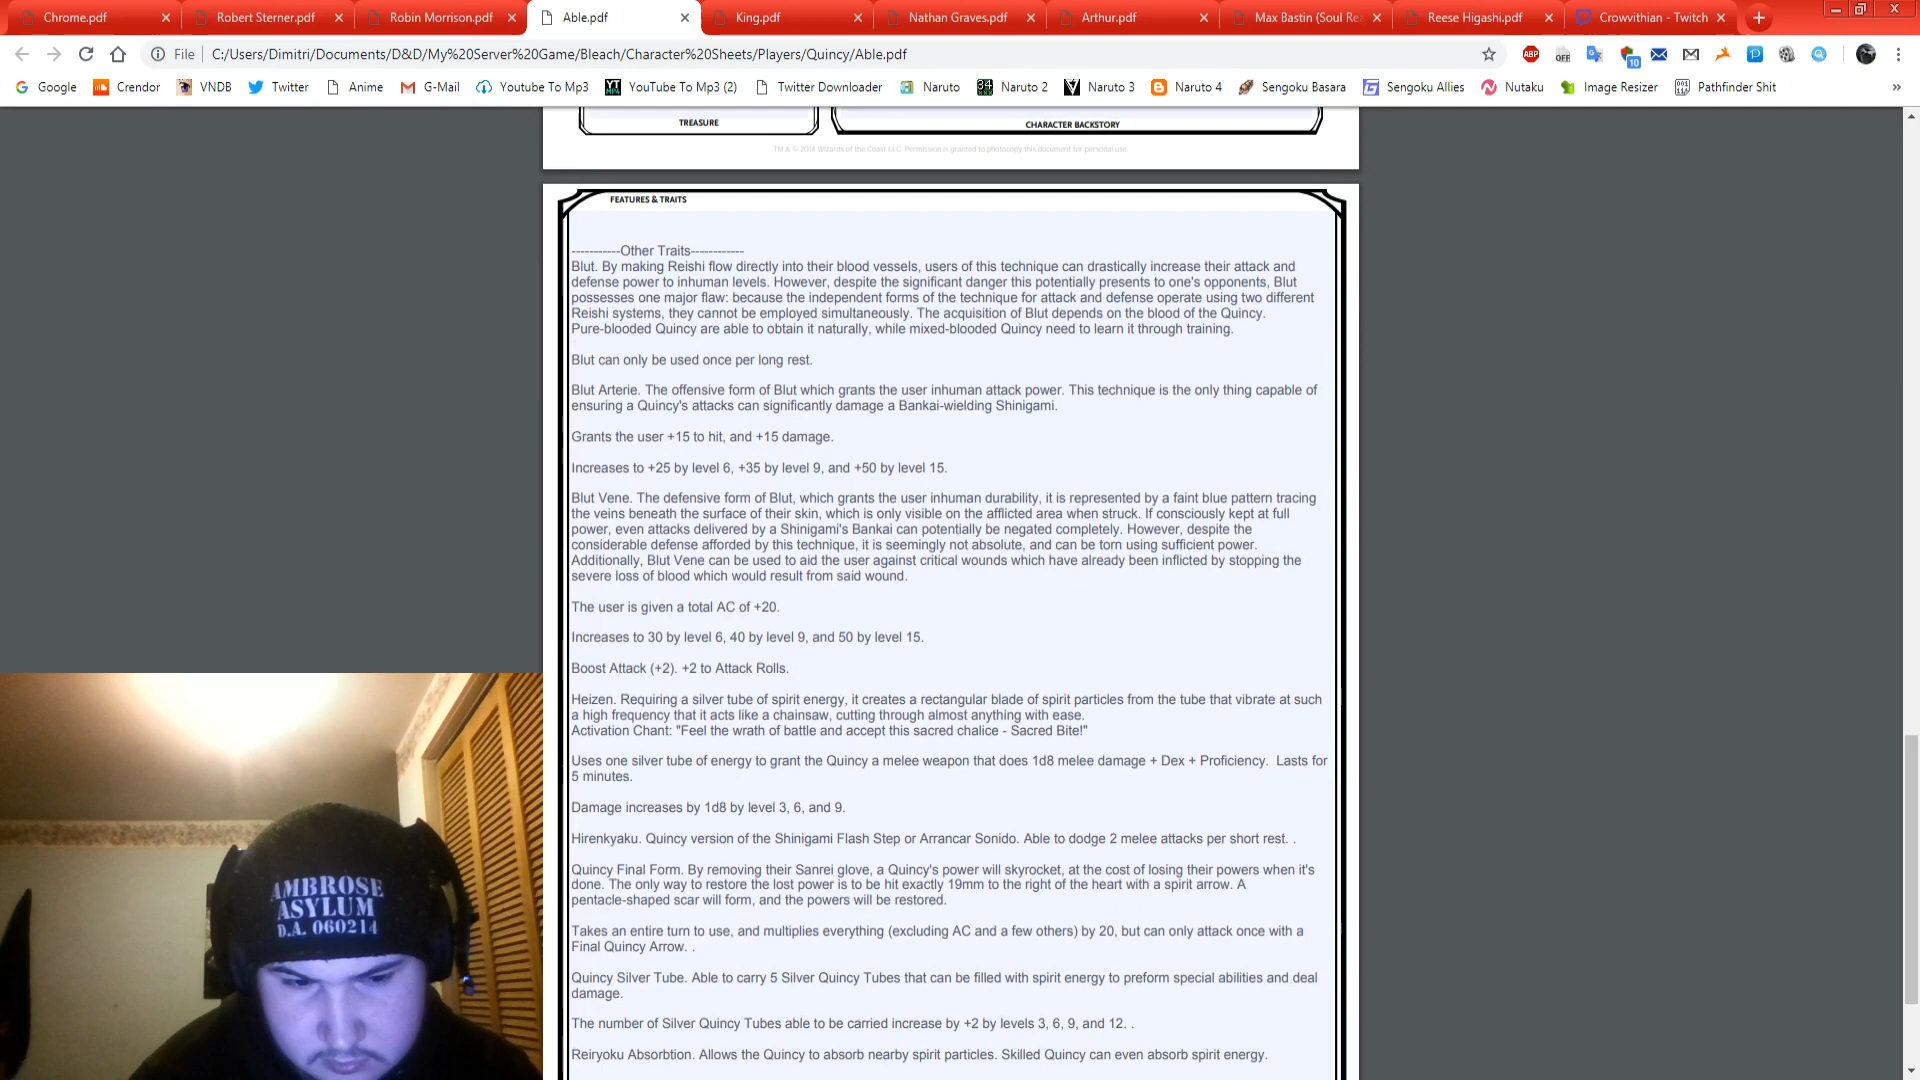 Chrome.pdf
Robert Sterner.pdf
Robin Morrison.pdf
Able.pdf
King.pdf
Nathan Graves.pdf
Arthur.pdf
Max Bastin (Soul Rea
Reese Higashi.pdf
Crowvithian - Twitch
File
C:/Users/Dimitri/Documents/D&D/My%20Server%20Game/Bleach/Character%20Sheets/Players/Quincy/Able.pdf
ABP
OFF
10
Google
Crendor
VNDB
Twitter
Anime
G-Mail
Youtube To Mp3
YouTube To Mp3 (2)
Twitter Downloader
Naruto
Naruto 2
Naruto 3
Naruto 4
Sengoku Basara
Sengoku Allies
Nutaku
Image Resizer
Pathfinder Shit
TREASURE
CHARACTER BACKSTORY
TM & © 2014 Wizards of the Coast LLC. Permission is granted to photocopy this document for personal use.
FEATURES & TRAITS
-----------Other Traits------------
Blut. By making Reishi flow directly into their blood vessels, users of this technique can drastically increase their attack and
defense power to inhuman levels. However, despite the significant danger this potentially presents to one's opponents, Blut
possesses one major flaw: because the independent forms of the technique for attack and defense operate using two different
Reishi systems, they cannot be employed simultaneously. The acquisition of Blut depends on the blood of the Quincy.
Pure-blooded Quincy are able to obtain it naturally, while mixed-blooded Quincy need to learn it through training.
Blut can only be used once per long rest.
Blut Arterie. The offensive form of Blut which grants the user inhuman attack power. This technique is the only thing capable of
ensuring a Quincy's attacks can significantly damage a Bankai-wielding Shinigami.
Grants the user +15 to hit, and +15 damage.
Increases to +25 by level 6, +35 by level 9, and +50 by level 15.
Blut Vene. The defensive form of Blut, which grants the user inhuman durability, it is represented by a faint blue pattern tracing
the veins beneath the surface of their skin, which is only visible on the afflicted area when struck. If consciously kept at full
power, even attacks delivered by a Shinigami's Bankai can potentially be negated completely. However, despite the
considerable defense afforded by this technique, it is seemingly not absolute, and can be torn using sufficient power.
Additionally, Blut Vene can be used to aid the user against critical wounds which have already been inflicted by stopping the
severe loss of blood which would result from said wound.
The user is given a total AC of +20.
Increases to 30 by level 6, 40 by level 9, and 50 by level 15.
Boost Attack (+2). +2 to Attack Rolls.
Heizen. Requiring a silver tube of spirit energy, it creates a rectangular blade of spirit particles from the tube that vibrate at such
a high frequency that it acts like a chainsaw, cutting through almost anything with ease.
Activation Chant: "Feel the wrath of battle and accept this sacred chalice - Sacred Bite!"
Uses one silver tube of energy to grant the Quincy a melee weapon that does 1d8 melee damage + Dex + Proficiency. Lasts for
5 minutes.
Damage increases by 1d8 by level 3, 6, and 9.
Hirenkyaku. Quincy version of the Shinigami Flash Step or Arrancar Sonido. Able to dodge 2 melee attacks per short rest. .
Quincy Final Form. By removing their Sanrei glove, a Quincy's power will skyrocket, at the cost of losing their powers when it's
done. The only way to restore the lost power is to be hit exactly 19mm to the right of the heart with a spirit arrow. A
pentacle-shaped scar will form, and the powers will be restored.
Takes an entire turn to use, and multiplies everything (excluding AC and a few others) by 20, but can only attack once with a
Final Quincy Arrow. .
Quincy Silver Tube. Able to carry 5 Silver Quincy Tubes that can be filled with spirit energy to preform special abilities and deal
damage.
The number of Silver Quincy Tubes able to be carried increase by +2 by levels 3, 6, 9, and 12. .
Reiryoku Absorbtion. Allows the Quincy to absorb nearby spirit particles. Skilled Quincy can even absorb spirit energy.
AMBROSE
ASYLUM
D.A. 060214